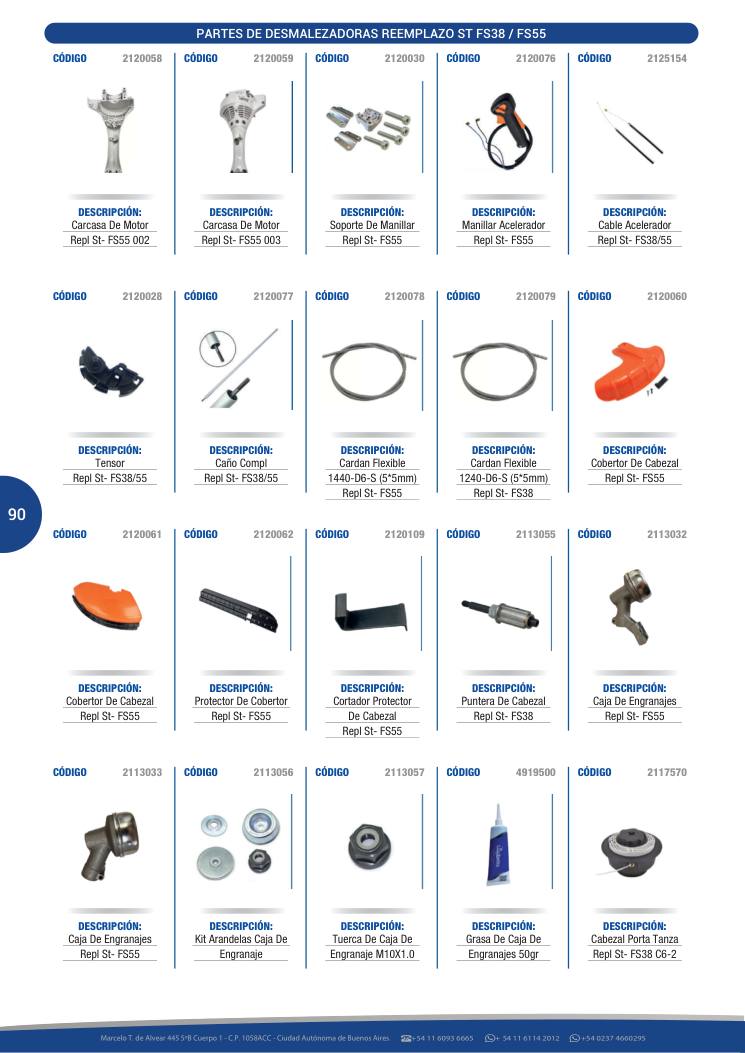 PARTES DE DESMALEZADORAS REEMPLAZO ST FS38 / FS55
CÓDIGO 2120058
DESCRIPCIÓN:
Carcasa De Motor
Repl St- FS55 002
CÓDIGO 2120059
DESCRIPCIÓN:
Carcasa De Motor
Repl St- FS55 003
CÓDIGO 2120030
DESCRIPCIÓN:
Soporte De Manillar
Repl St- FS55
CÓDIGO 2120076
DESCRIPCIÓN:
Manillar Acelerador
Repl St- FS55
CÓDIGO 2125154
DESCRIPCIÓN:
Cable Acelerador
Repl St- FS38/55
CÓDIGO 2120028
DESCRIPCIÓN:
Tensor
Repl St- FS38/55
CÓDIGO 2120077
DESCRIPCIÓN:
Caño Compl
Repl St- FS38/55
CÓDIGO 2120078
DESCRIPCIÓN:
Cardan Flexible
1440-D6-S (5*5mm)
Repl St- FS55
CÓDIGO 2120079
DESCRIPCIÓN:
Cardan Flexible
1240-D6-S (5*5mm)
Repl St- FS38
CÓDIGO 2120060
DESCRIPCIÓN:
Cobertor De Cabezal
Repl St- FS55
90
CÓDIGO 2120061
DESCRIPCIÓN:
Cobertor De Cabezal
Repl St- FS55
CÓDIGO 2120062
DESCRIPCIÓN:
Protector De Cobertor
Repl St- FS55
CÓDIGO 2120109
DESCRIPCIÓN:
Cortador Protector
De Cabezal
Repl St- FS55
CÓDIGO 2113055
DESCRIPCIÓN:
Puntera De Cabezal
Repl St- FS38
CÓDIGO 2113032
DESCRIPCIÓN:
Caja De Engranajes
Repl St- FS55
CÓDIGO 2113033
DESCRIPCIÓN:
Caja De Engranajes
Repl St- FS55
CÓDIGO 2113056
DESCRIPCIÓN:
Kit Arandelas Caja De
Engranaje
CÓDIGO 2113057
DESCRIPCIÓN:
Tuerca De Caja De
Engranaje M10X1.0
CÓDIGO 4919500
DESCRIPCIÓN:
Grasa De Caja De
Engranajes 50gr
CÓDIGO 2117570
DESCRIPCIÓN:
Cabezal Porta Tanza
Repl St- FS38 C6-2
Marcelo T. de Alvear 445 5ºB Cuerpo 1 - C.P. 1058ACC - Ciudad Autónoma de Buenos Aires +54 11 6093 6665 + 54 11 6114 2012 +54 0237 4660295